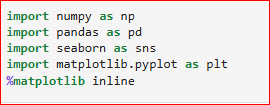 import numpy as np
import pandas as pd
import seaborn as sns
import matplotlib.pyplot as plt
%matplotlib inline